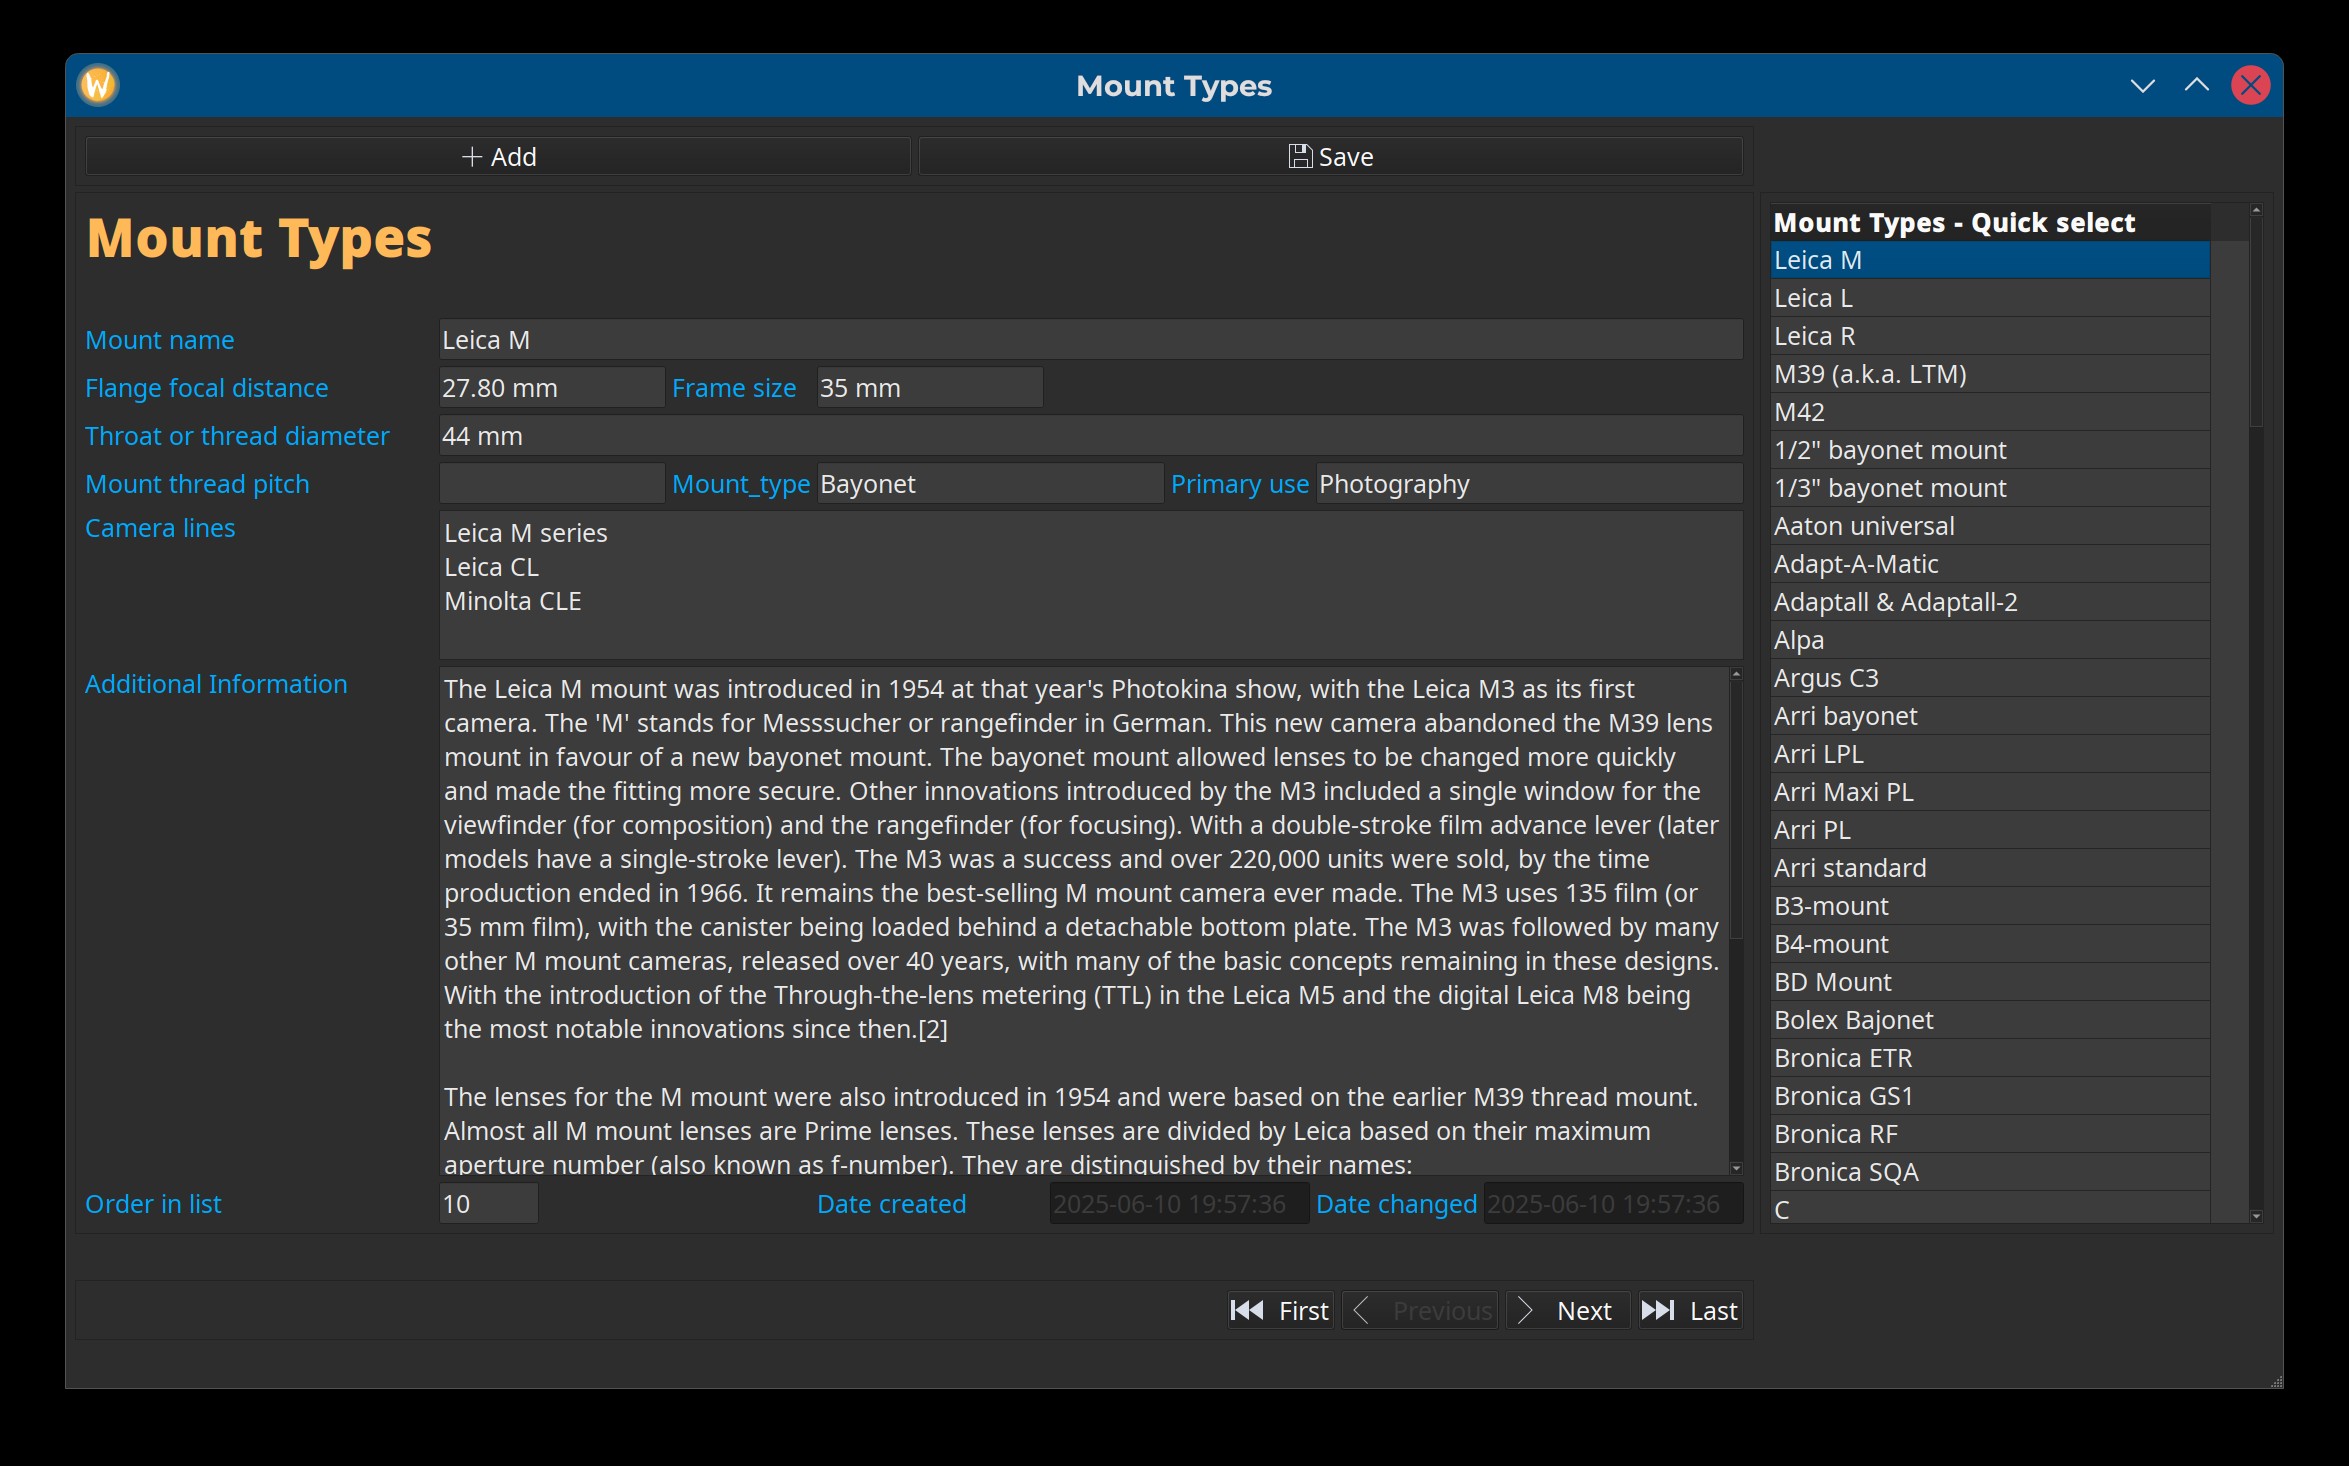 Mount Types
Add
Save
Mount Types
Mount name
Leica M
Flange focal distance
27.80 mm
Frame size
35 mm
Throat or thread diameter
44 mm
Mount thread pitch
Mount_type
Bayonet
Primary use
Photography
Camera lines
Leica M series
Leica CL
Minolta CLE
Additional Information
The Leica M mount was introduced in 1954 at that year's Photokina show, with the Leica M3 as its first
camera. The 'M' stands for Messsucher or rangefinder in German. This new camera abandoned the M39 lens
mount in favour of a new bayonet mount. The bayonet mount allowed lenses to be changed more quickly
and made the fitting more secure. Other innovations introduced by the M3 included a single window for the
viewfinder (for composition) and the rangefinder (for focusing). With a double-stroke film advance lever (later
models have a single-stroke lever). The M3 was a success and over 220,000 units were sold, by the time
production ended in 1966. It remains the best-selling M mount camera ever made. The M3 uses 135 film (or
35 mm film), with the canister being loaded behind a detachable bottom plate. The M3 was followed by many
other M mount cameras, released over 40 years, with many of the basic concepts remaining in these designs.
With the introduction of the Through-the-lens metering (TTL) in the Leica M5 and the digital Leica M8 being
the most notable innovations since then.[2]
The lenses for the M mount were also introduced in 1954 and were based on the earlier M39 thread mount.
Almost all M mount lenses are Prime lenses. These lenses are divided by Leica based on their maximum
aperture number (also known as f-number). They are distinguished by their names:
Order in list
10
Date created
2025-06-10 19:57:36
Date changed
2025-06-10 19:57:36
First
Previous
Next
Last
Mount Types - Quick select
Leica M
Leica L
Leica R
M39 (a.k.a. LTM)
M42
1/2" bayonet mount
1/3" bayonet mount
Aaton universal
Adapt-A-Matic
Adaptall & Adaptall-2
Alpa
Argus C3
Arri bayonet
Arri LPL
Arri Maxi PL
Arri PL
Arri standard
B3-mount
B4-mount
BD Mount
Bolex Bajonet
Bronica ETR
Bronica GS1
Bronica RF
Bronica SQA
C